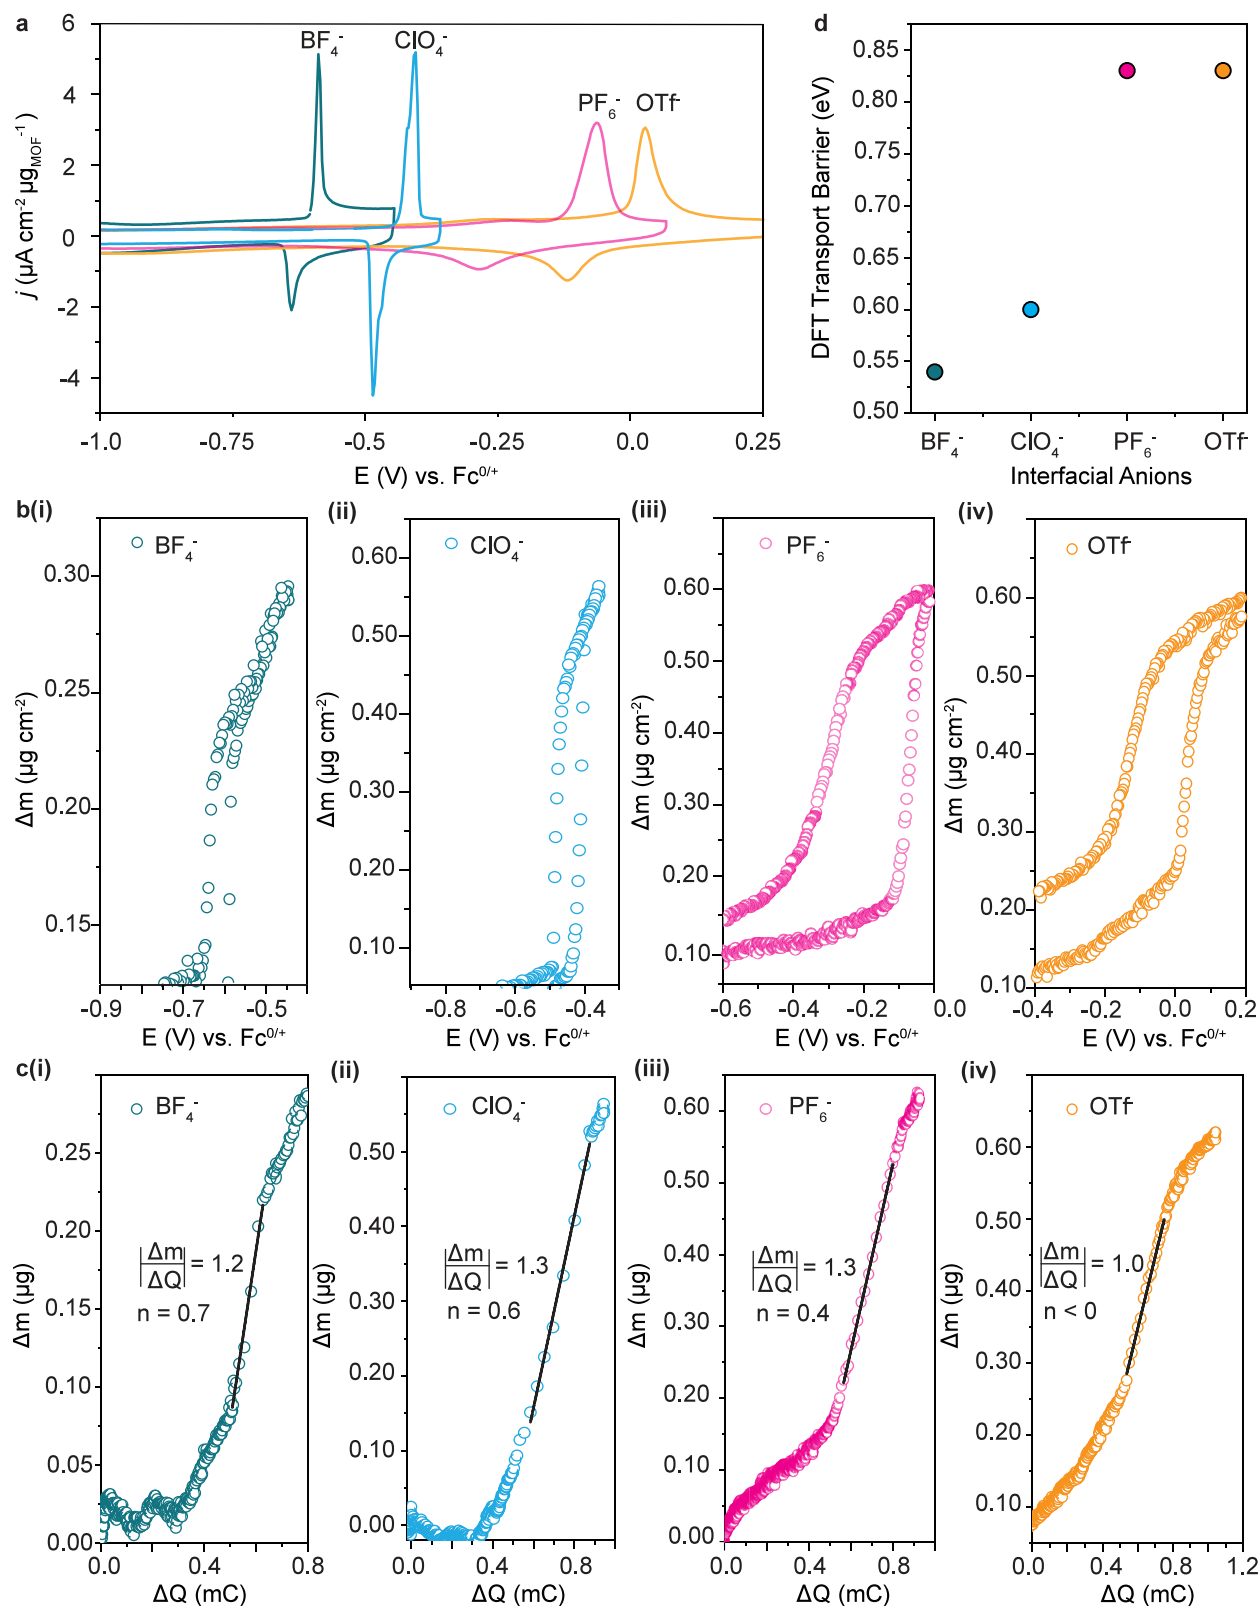 a
6
4
2
0
-2
-4
j (µA cm⁻² µg_MOF⁻¹)
BF₄⁻
ClO₄⁻
PF₆⁻
OTf⁻
-1.0
-0.75
-0.5
-0.25
0.0
0.25
E (V) vs. Fc⁰/⁺
d
0.85
0.80
0.75
0.70
0.65
0.60
0.55
0.50
DFT Transport Barrier (eV)
BF₄⁻
ClO₄⁻
PF₆⁻
OTf⁻
Interfacial Anions
b(i)
BF₄⁻
0.30
0.25
0.20
0.15
Δm (µg cm⁻²)
-0.9
-0.7
-0.5
E (V) vs. Fc⁰/⁺
(ii)
ClO₄⁻
0.60
0.50
0.40
0.30
0.20
0.10
Δm (µg cm⁻²)
-0.8
-0.6
-0.4
E (V) vs. Fc⁰/⁺
(iii)
PF₆⁻
0.60
0.50
0.40
0.30
0.20
0.10
Δm (µg cm⁻²)
-0.6
-0.4
-0.2
0.0
E (V) vs. Fc⁰/⁺
(iv)
OTf⁻
0.60
0.50
0.40
0.30
0.20
0.10
Δm (µg cm⁻²)
-0.4
-0.2
0.0
0.2
E (V) vs. Fc⁰/⁺
c(i)
BF₄⁻
0.25
0.20
0.15
0.10
0.05
0.00
Δm (µg)
|Δm/ΔQ| = 1.2
n = 0.7
0.0
0.4
0.8
ΔQ (mC)
(ii)
ClO₄⁻
0.50
0.40
0.30
0.20
0.10
0.00
Δm (µg)
|Δm/ΔQ| = 1.3
n = 0.6
0.0
0.4
0.8
ΔQ (mC)
(iii)
PF₆⁻
0.60
0.50
0.40
0.30
0.20
0.10
0.00
Δm (µg)
|Δm/ΔQ| = 1.3
n = 0.4
0.0
0.4
0.8
ΔQ (mC)
(iv)
OTf⁻
0.60
0.50
0.40
0.30
0.20
0.10
Δm (µg)
|Δm/ΔQ| = 1.0
n < 0
0.0
0.4
0.8
1.2
ΔQ (mC)